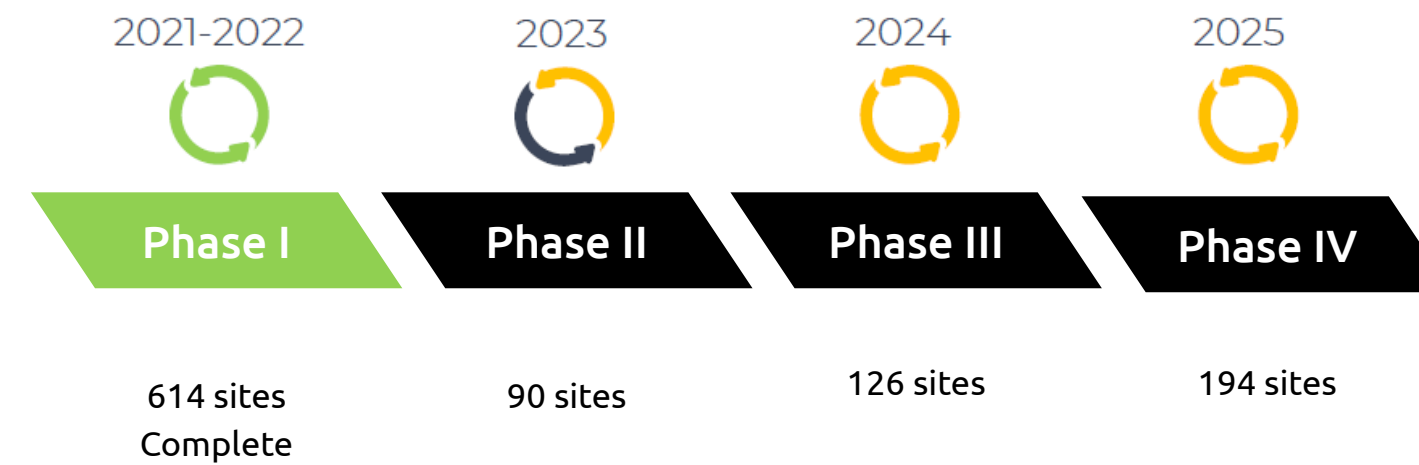 2021-2022
2023
2024
2025
Phase I
Phase II
Phase III
Phase IV
614 sites
Complete
90 sites
126 sites
194 sites